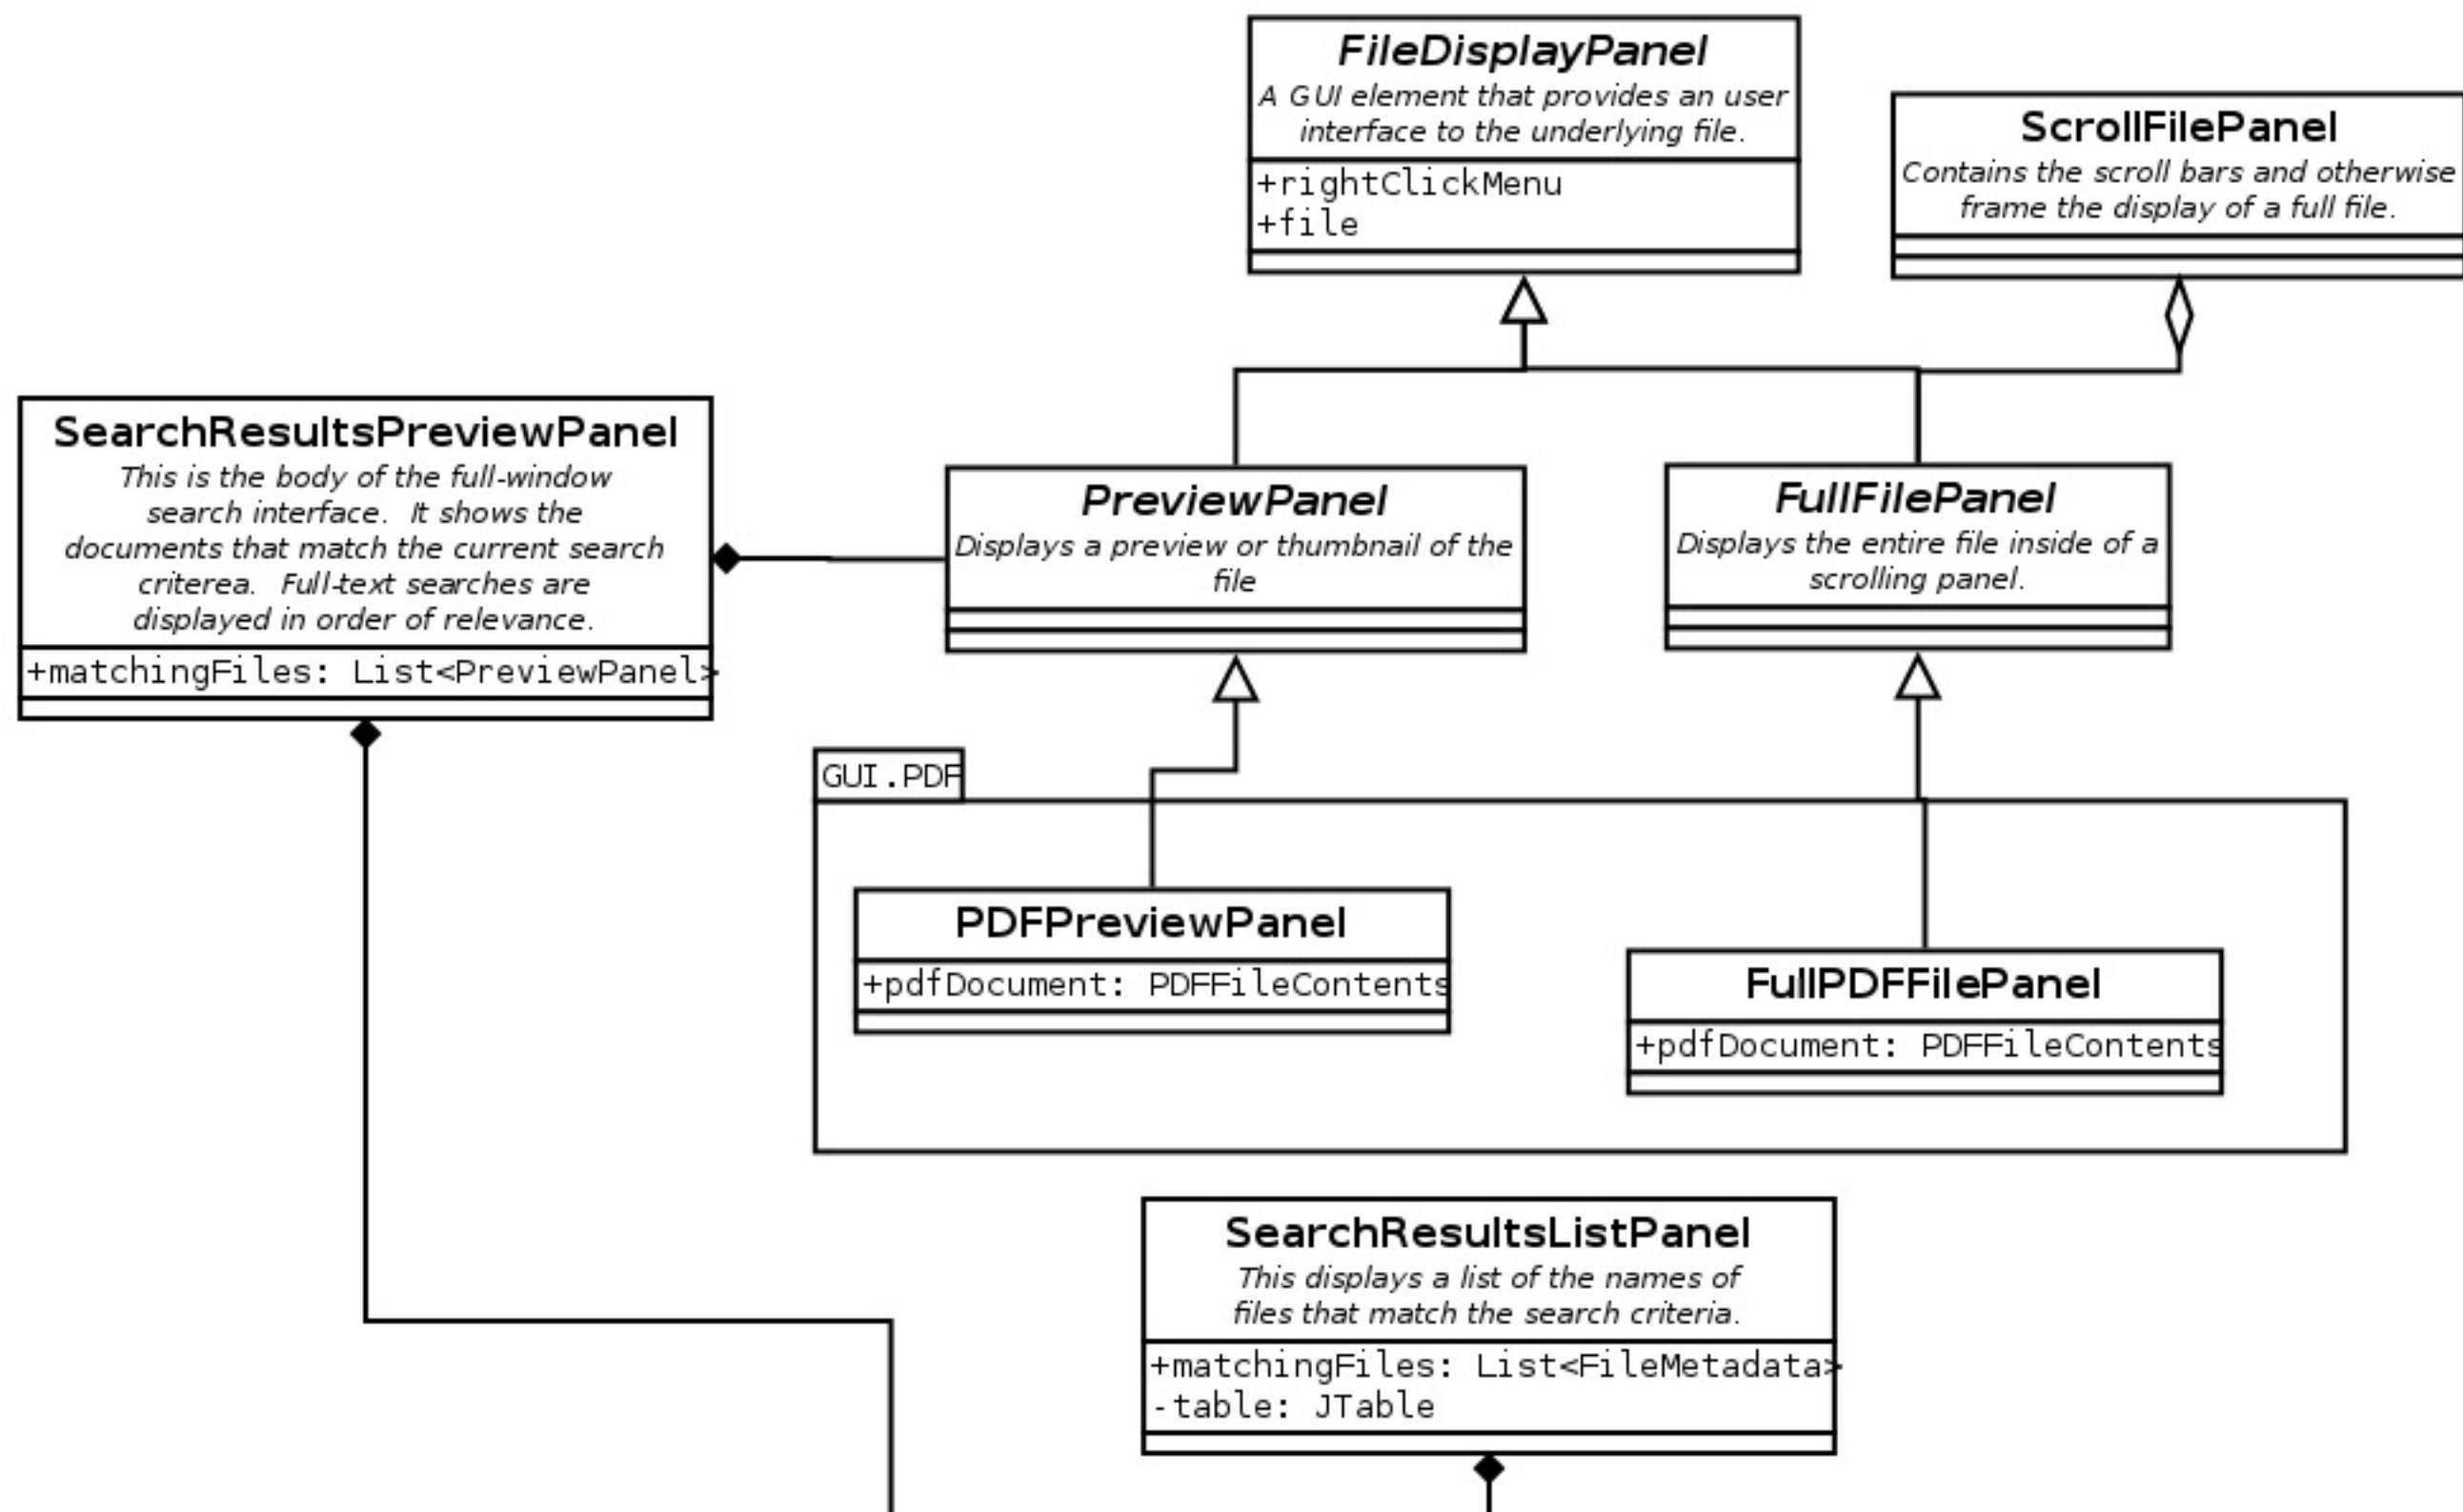 FileDisplayPanel
A GUI element that provides an user
interface to the underlying file.
+rightClickMenu
+file
ScrollFilePanel
Contains the scroll bars and otherwise
frame the display of a full file.
SearchResultsPreviewPanel
This is the body of the full-window
search interface.  It shows the
documents that match the current search
criterea.  Full-text searches are
displayed in order of relevance.
+matchingFiles: List<PreviewPanel>
PreviewPanel
Displays a preview or thumbnail of the
file
FullFilePanel
Displays the entire file inside of a
scrolling panel.
GUI.PDF
PDFPreviewPanel
+pdfDocument: PDFFileContents
FullPDFFilePanel
+pdfDocument: PDFFileContents
SearchResultsListPanel
This displays a list of the names of
files that match the search criteria.
+matchingFiles: List<FileMetadata>
-table: JTable